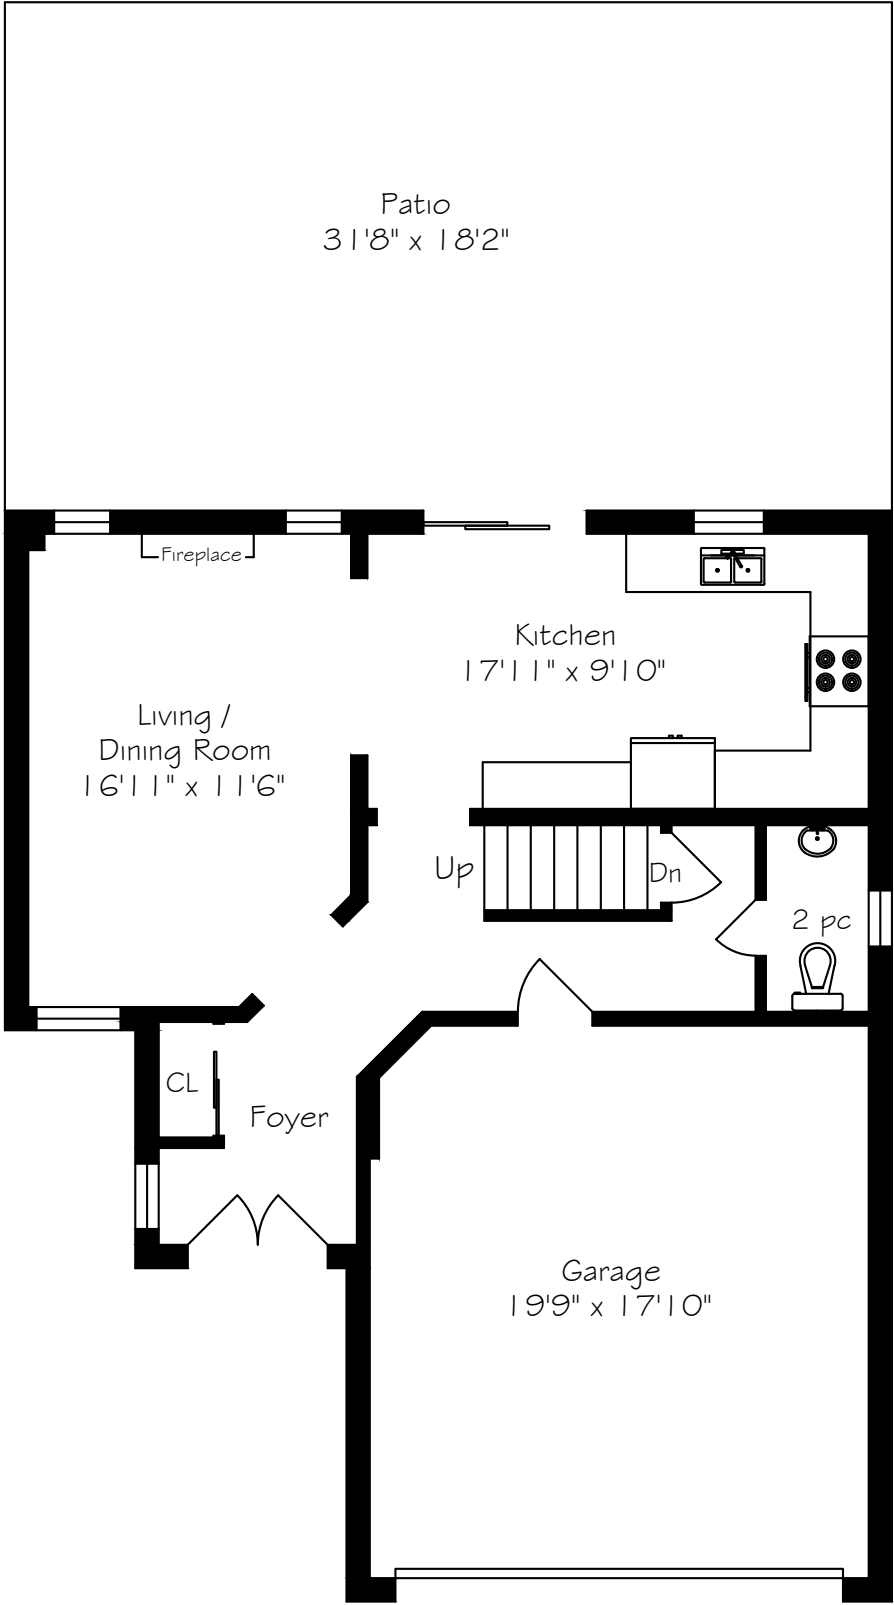 Patio
31'8" x 18'2"
Fireplace
Kitchen
17'11" x 9'10"
Living /
Dining Room
16'11" x 11'6"
Up
Dn
2 pc
CL
Foyer
Garage
19'9" x 17'10"